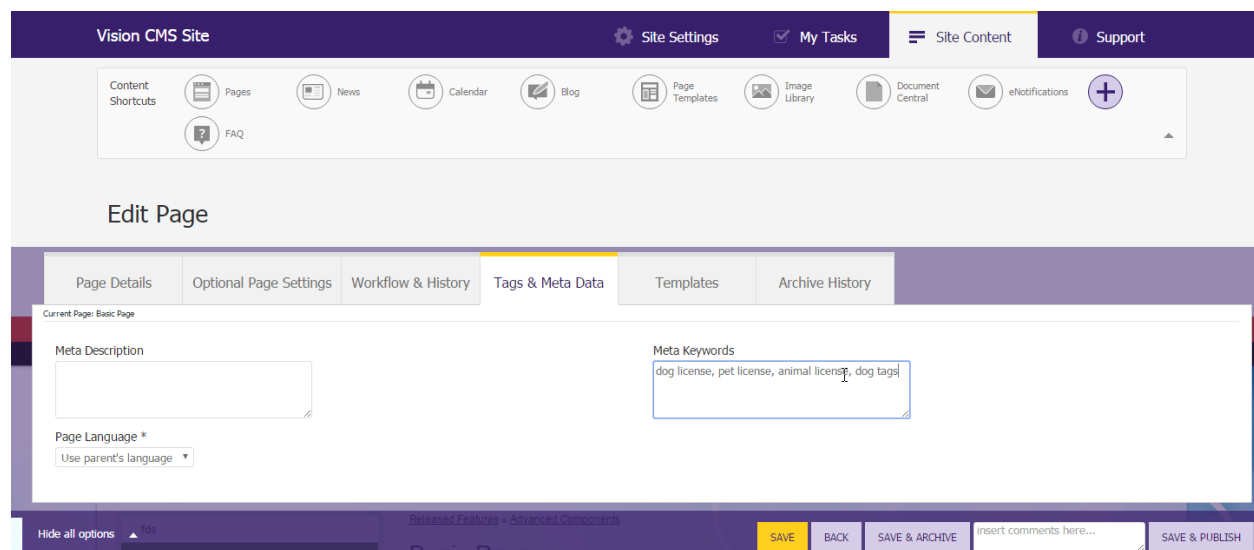 Vision CMS Site
Site Settings
My Tasks
Site Content
Support
Content
Shortcuts
Pages
News
Calendar
Blog
Page
Templates
Image
Library
Document
Central
eNotifications
FAQ
Edit Page
Page Details
Optional Page Settings
Workflow & History
Tags & Meta Data
Templates
Archive History
Current Page: Basic Page
Meta Description
Meta Keywords
dog license, pet license, animal license, dog tags
Page Language *
Use parent's language
Released Features » Advanced Components
Hide all options
fds
SAVE
BACK
SAVE & ARCHIVE
insert comments here...
SAVE & PUBLISH